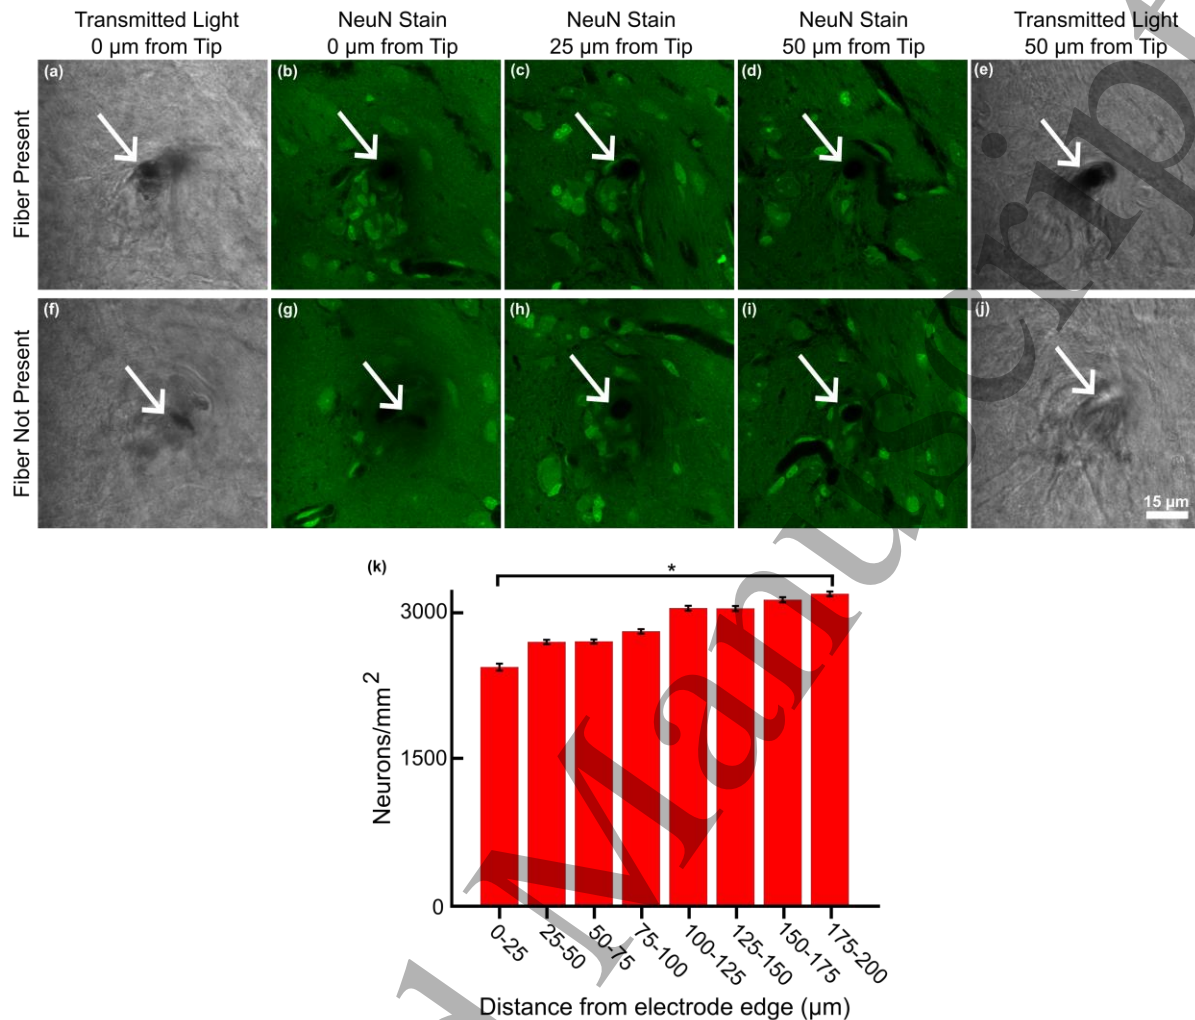 Transmitted Light
0 µm from Tip
NeuN Stain
0 µm from Tip
NeuN Stain
25 µm from Tip
NeuN Stain
50 µm from Tip
Transmitted Light
50 µm from Tip
Fiber Present
(a)
(b)
(c)
(d)
(e)
Fiber Not Present
(f)
(g)
(h)
(i)
(j)
15 µm
(k)
*
Neurons/mm²
3000
1500
0
0-25
25-50
50-75
75-100
100-125
125-150
150-175
175-200
Distance from electrode edge (µm)
d Manuscript